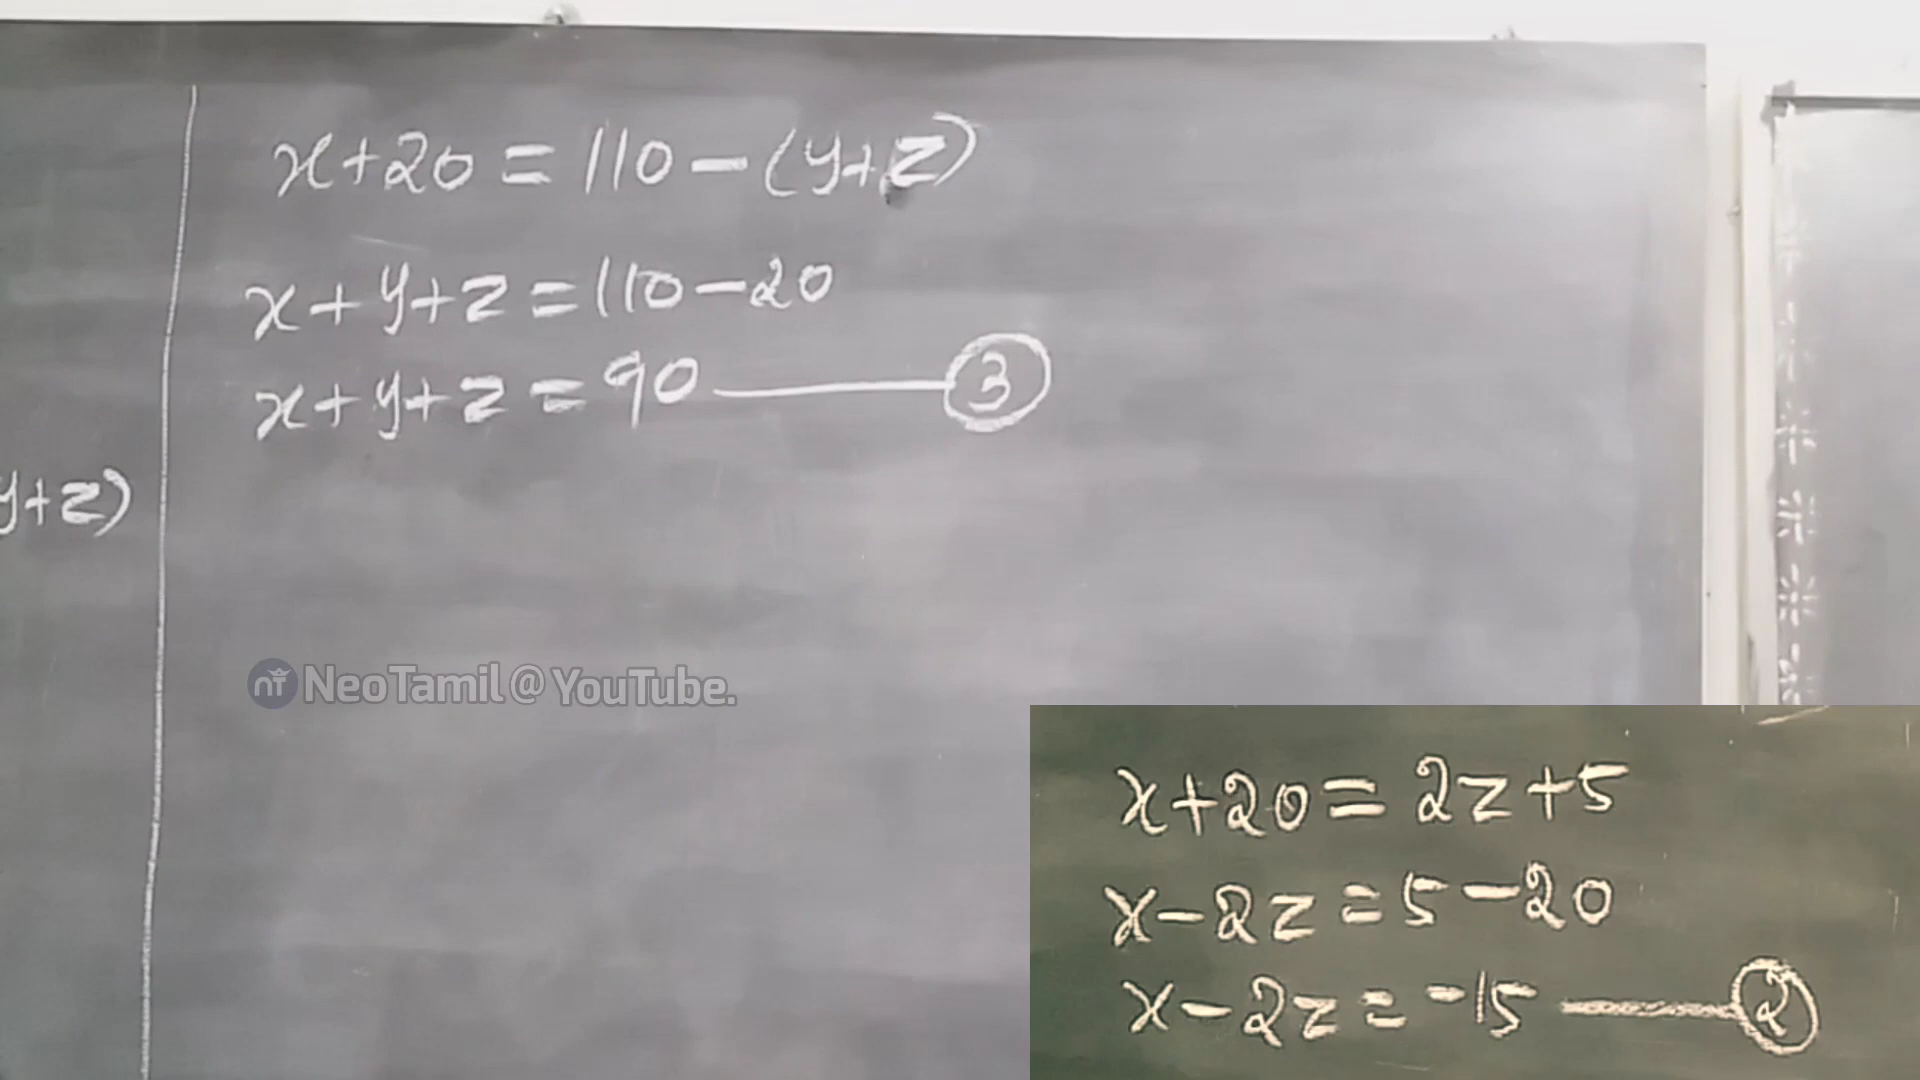 x+20 = 110-(y+z)
x+y+z = 110-20
x+y+z = 90 ——— ③
y+z)
NeoTamil @ YouTube.
x+20 = 2z+5
x-2z = 5-20
x-2z = -15 ——— ②